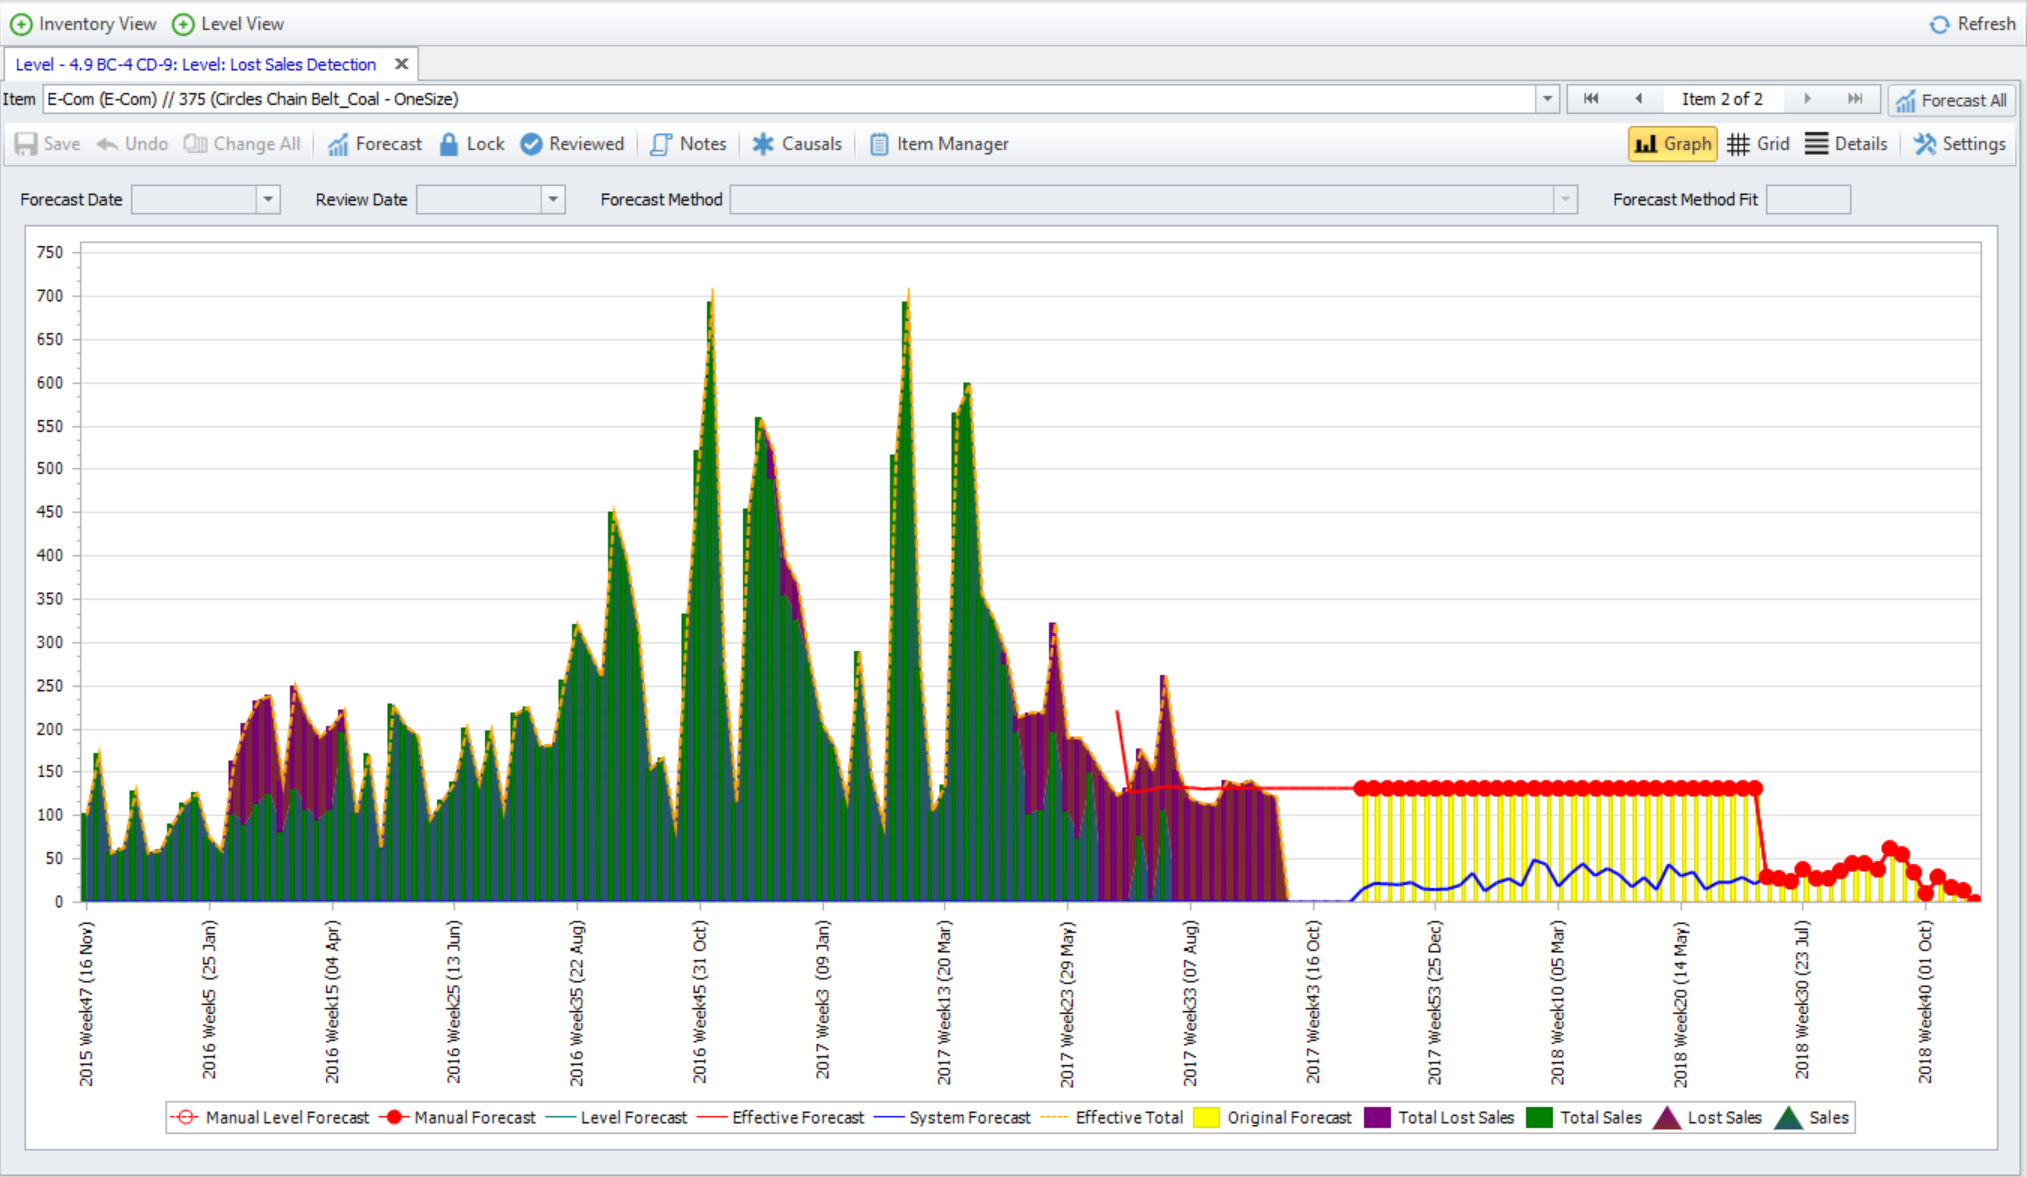 Inventory View Level View Refresh
Level - 4.9 BC-4 CD-9: Level: Lost Sales Detection
Item E-Com (E-Com) // 375 (Circles Chain Belt_Coal - OneSize) Item 2 of 2 Forecast All
Save Undo Change All Forecast Lock Reviewed Notes Causals Item Manager Graph Grid Details Settings
Forecast Date Review Date Forecast Method Forecast Method Fit
750
700
650
600
550
500
450
400
350
300
250
200
150
100
50
0
2015 Week47 (16 Nov)
2016 Week5 (25 Jan)
2016 Week15 (04 Apr)
2016 Week25 (13 Jun)
2016 Week35 (22 Aug)
2016 Week45 (31 Oct)
2017 Week3 (09 Jan)
2017 Week13 (20 Mar)
2017 Week23 (29 May)
2017 Week33 (07 Aug)
2017 Week43 (16 Oct)
2017 Week53 (25 Dec)
2018 Week10 (05 Mar)
2018 Week20 (14 May)
2018 Week30 (23 Jul)
2018 Week40 (01 Oct)
Manual Level Forecast Manual Forecast Level Forecast Effective Forecast System Forecast Effective Total Original Forecast Total Lost Sales Total Sales Lost Sales Sales